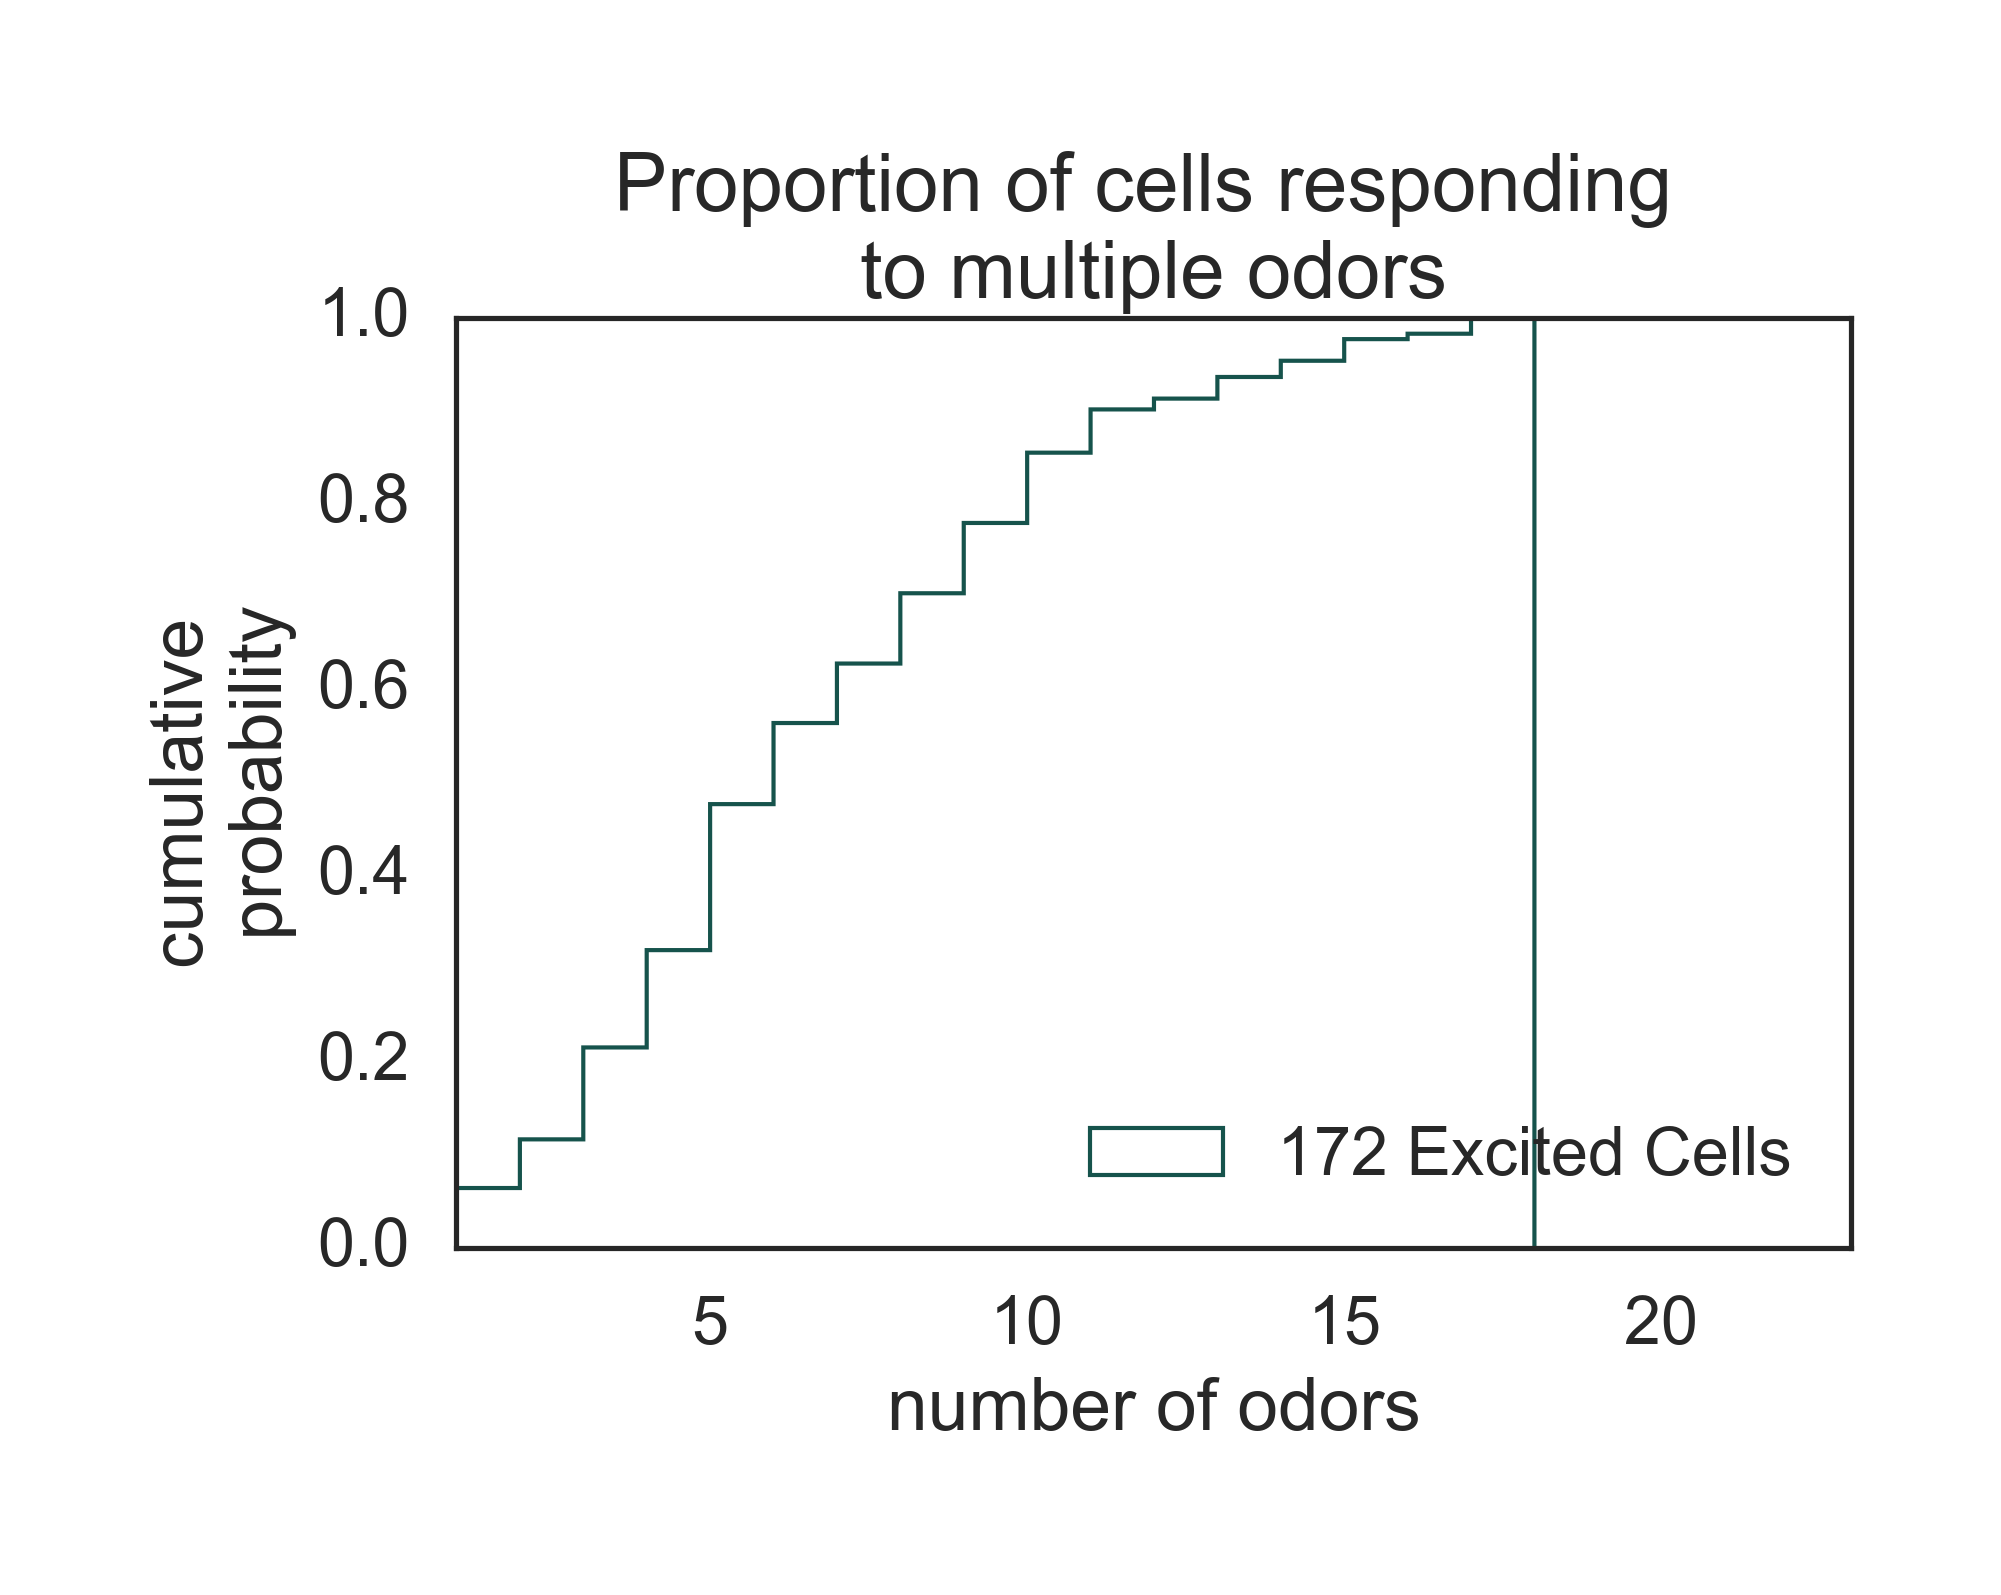 Proportion of cells responding
to multiple odors
1.0
0.8
0.6
0.4
0.2
0.0
cumulative
probability
172 Excited Cells
5
10
15
20
number of odors